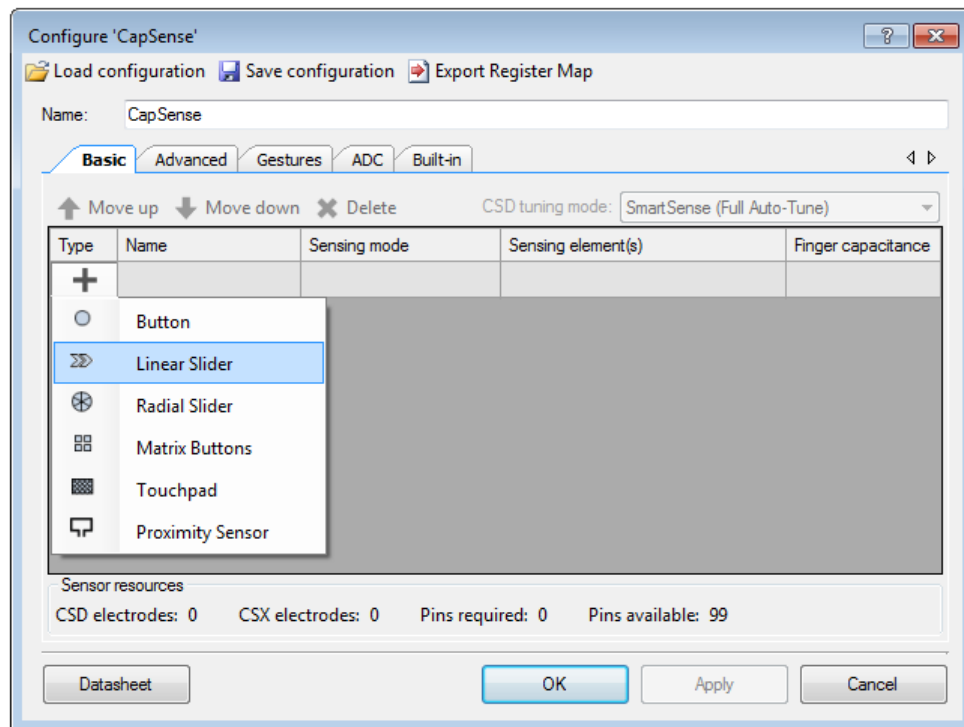 Configure 'CapSense'
Load configuration Save configuration Export Register Map
Name: CapSense
Basic Advanced Gestures ADC Built-in
Move up Move down Delete CSD tuning mode: SmartSense (Full Auto-Tune)
Type Name Sensing mode Sensing element(s) Finger capacitance
Button
Linear Slider
Radial Slider
Matrix Buttons
Touchpad
Proximity Sensor
Sensor resources
CSD electrodes: 0 CSX electrodes: 0 Pins required: 0 Pins available: 99
Datasheet OK Apply Cancel